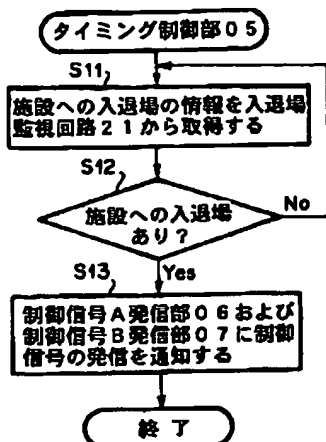 タイミング制御部05
S11
施設への入退場の情報を入退場
監視回路21から取得する
S12
施設への入退場
あり?
No
S13
Yes
制御信号A発信部06および
制御信号B発信部07に制御
信号の発信を通知する
終了